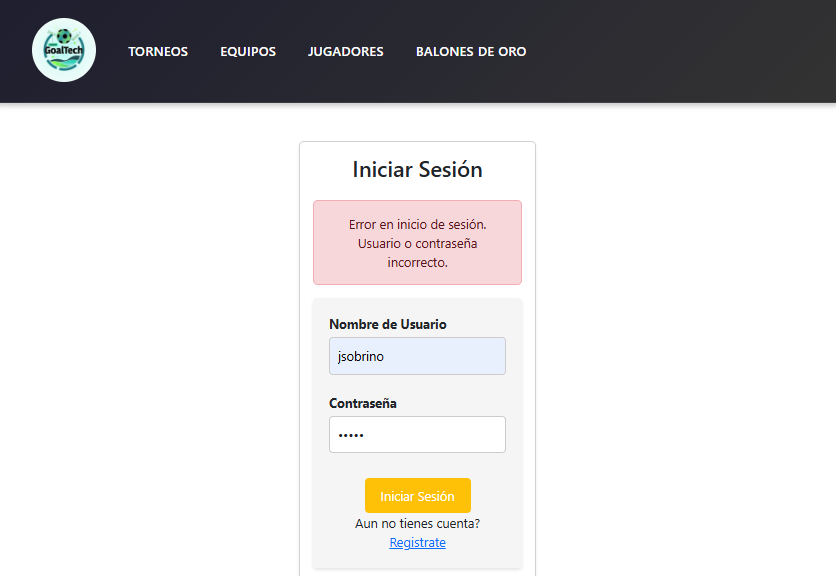 GoalTech
TORNEOS
EQUIPOS
JUGADORES
BALONES DE ORO
Iniciar Sesión
Error en inicio de sesión.
Usuario o contraseña
incorrecto.
Nombre de Usuario
jsobrino
Contraseña
•••••
Iniciar Sesión
Aun no tienes cuenta?
Registrate